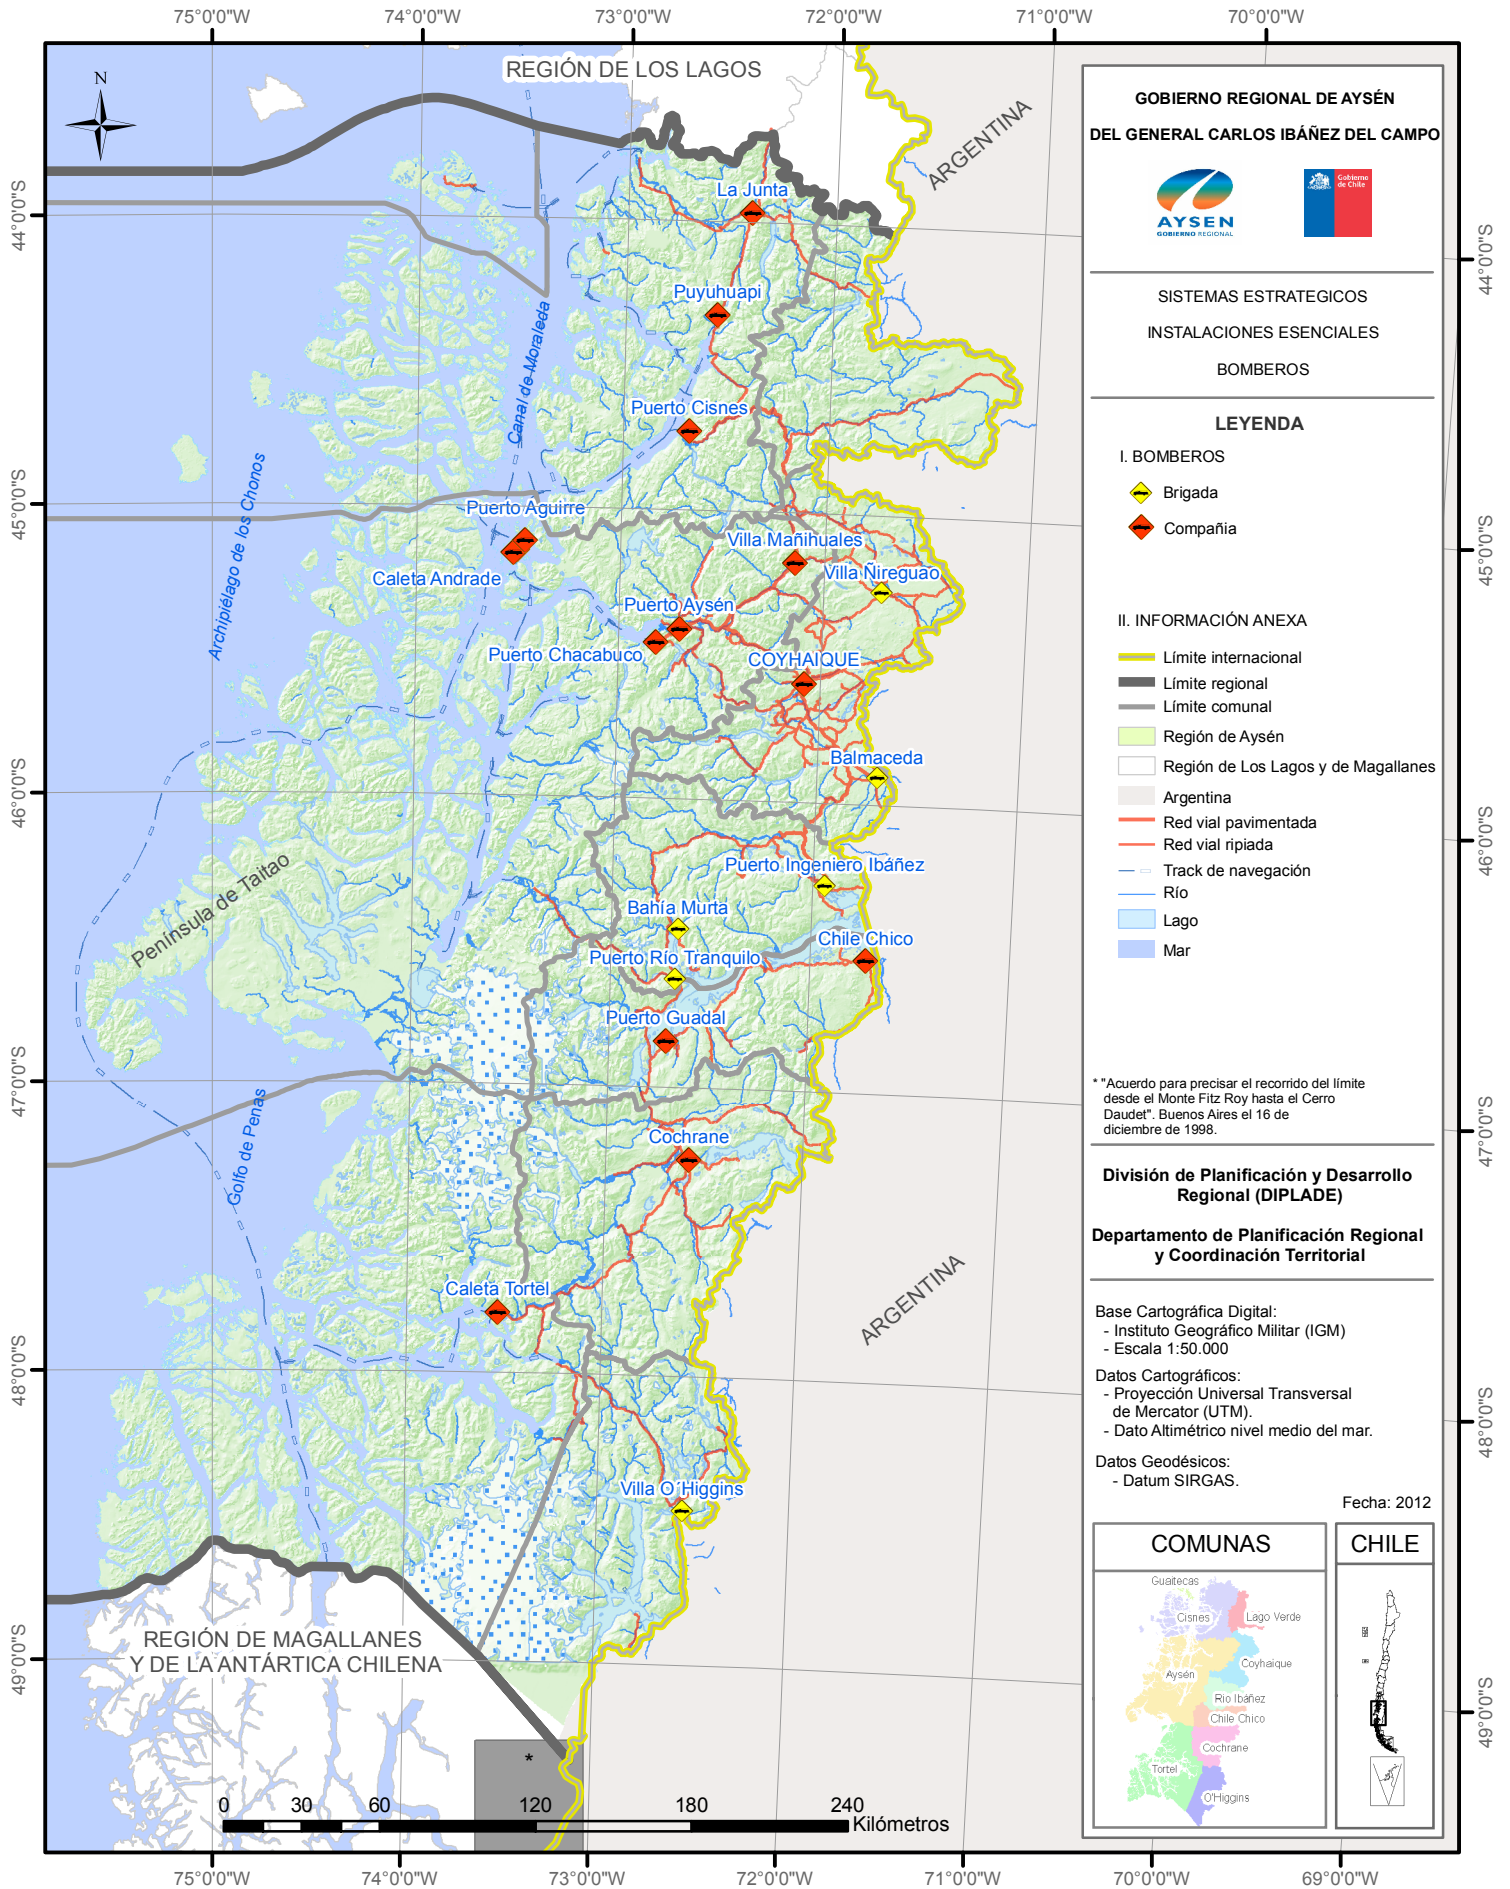 75°0'0"W
74°0'0"W
73°0'0"W
72°0'0"W
71°0'0"W
70°0'0"W
N
REGIÓN DE LOS LAGOS
ARGENTINA
La Junta
Puyuhuapi
Canal de Moraleda
Puerto Cisnes
Archipiélago de los Chonos
Puerto Aguirre
Villa Mañihuales
Caleta Andrade
Villa Ñireguao
Puerto Aysén
Puerto Chacabuco
COYHAIQUE
Balmaceda
Península de Taitao
Puerto Ingeniero Ibáñez
Bahía Murta
Chile Chico
Puerto Río Tranquilo
Puerto Guadal
Golfo de Penas
Cochrane
Caleta Tortel
ARGENTINA
Villa O´Higgins
REGIÓN DE MAGALLANES
Y DE LA ANTÁRTICA CHILENA
*
0
30
60
120
180
240
Kilómetros
44°0'0"S
45°0'0"S
46°0'0"S
47°0'0"S
48°0'0"S
49°0'0"S
GOBIERNO REGIONAL DE AYSÉN
DEL GENERAL CARLOS IBÁÑEZ DEL CAMPO
AYSEN
GOBIERNO REGIONAL
Gobierno
de Chile
SISTEMAS ESTRATEGICOS
INSTALACIONES ESENCIALES
BOMBEROS
LEYENDA
I. BOMBEROS
Brigada
Compañia
II. INFORMACIÓN ANEXA
Límite internacional
Límite regional
Límite comunal
Región de Aysén
Región de Los Lagos y de Magallanes
Argentina
Red vial pavimentada
Red vial ripiada
Track de navegación
Río
Lago
Mar
* "Acuerdo para precisar el recorrido del límite
desde el Monte Fitz Roy hasta el Cerro
Daudet". Buenos Aires el 16 de
diciembre de 1998.
División de Planificación y Desarrollo
Regional (DIPLADE)
Departamento de Planificación Regional
y Coordinación Territorial
Base Cartográfica Digital:
- Instituto Geográfico Militar (IGM)
- Escala 1:50.000
Datos Cartográficos:
- Proyección Universal Transversal
de Mercator (UTM).
- Dato Altimétrico nivel medio del mar.
Datos Geodésicos:
- Datum SIRGAS.
Fecha: 2012
COMUNAS
Guaitecas
Cisnes
Lago Verde
Aysén
Coyhaique
Rio Ibáñez
Chile Chico
Cochrane
Tortel
O'Higgins
CHILE
44°0'0"S
45°0'0"S
46°0'0"S
47°0'0"S
48°0'0"S
49°0'0"S
75°0'0"W
74°0'0"W
73°0'0"W
72°0'0"W
71°0'0"W
70°0'0"W
69°0'0"W